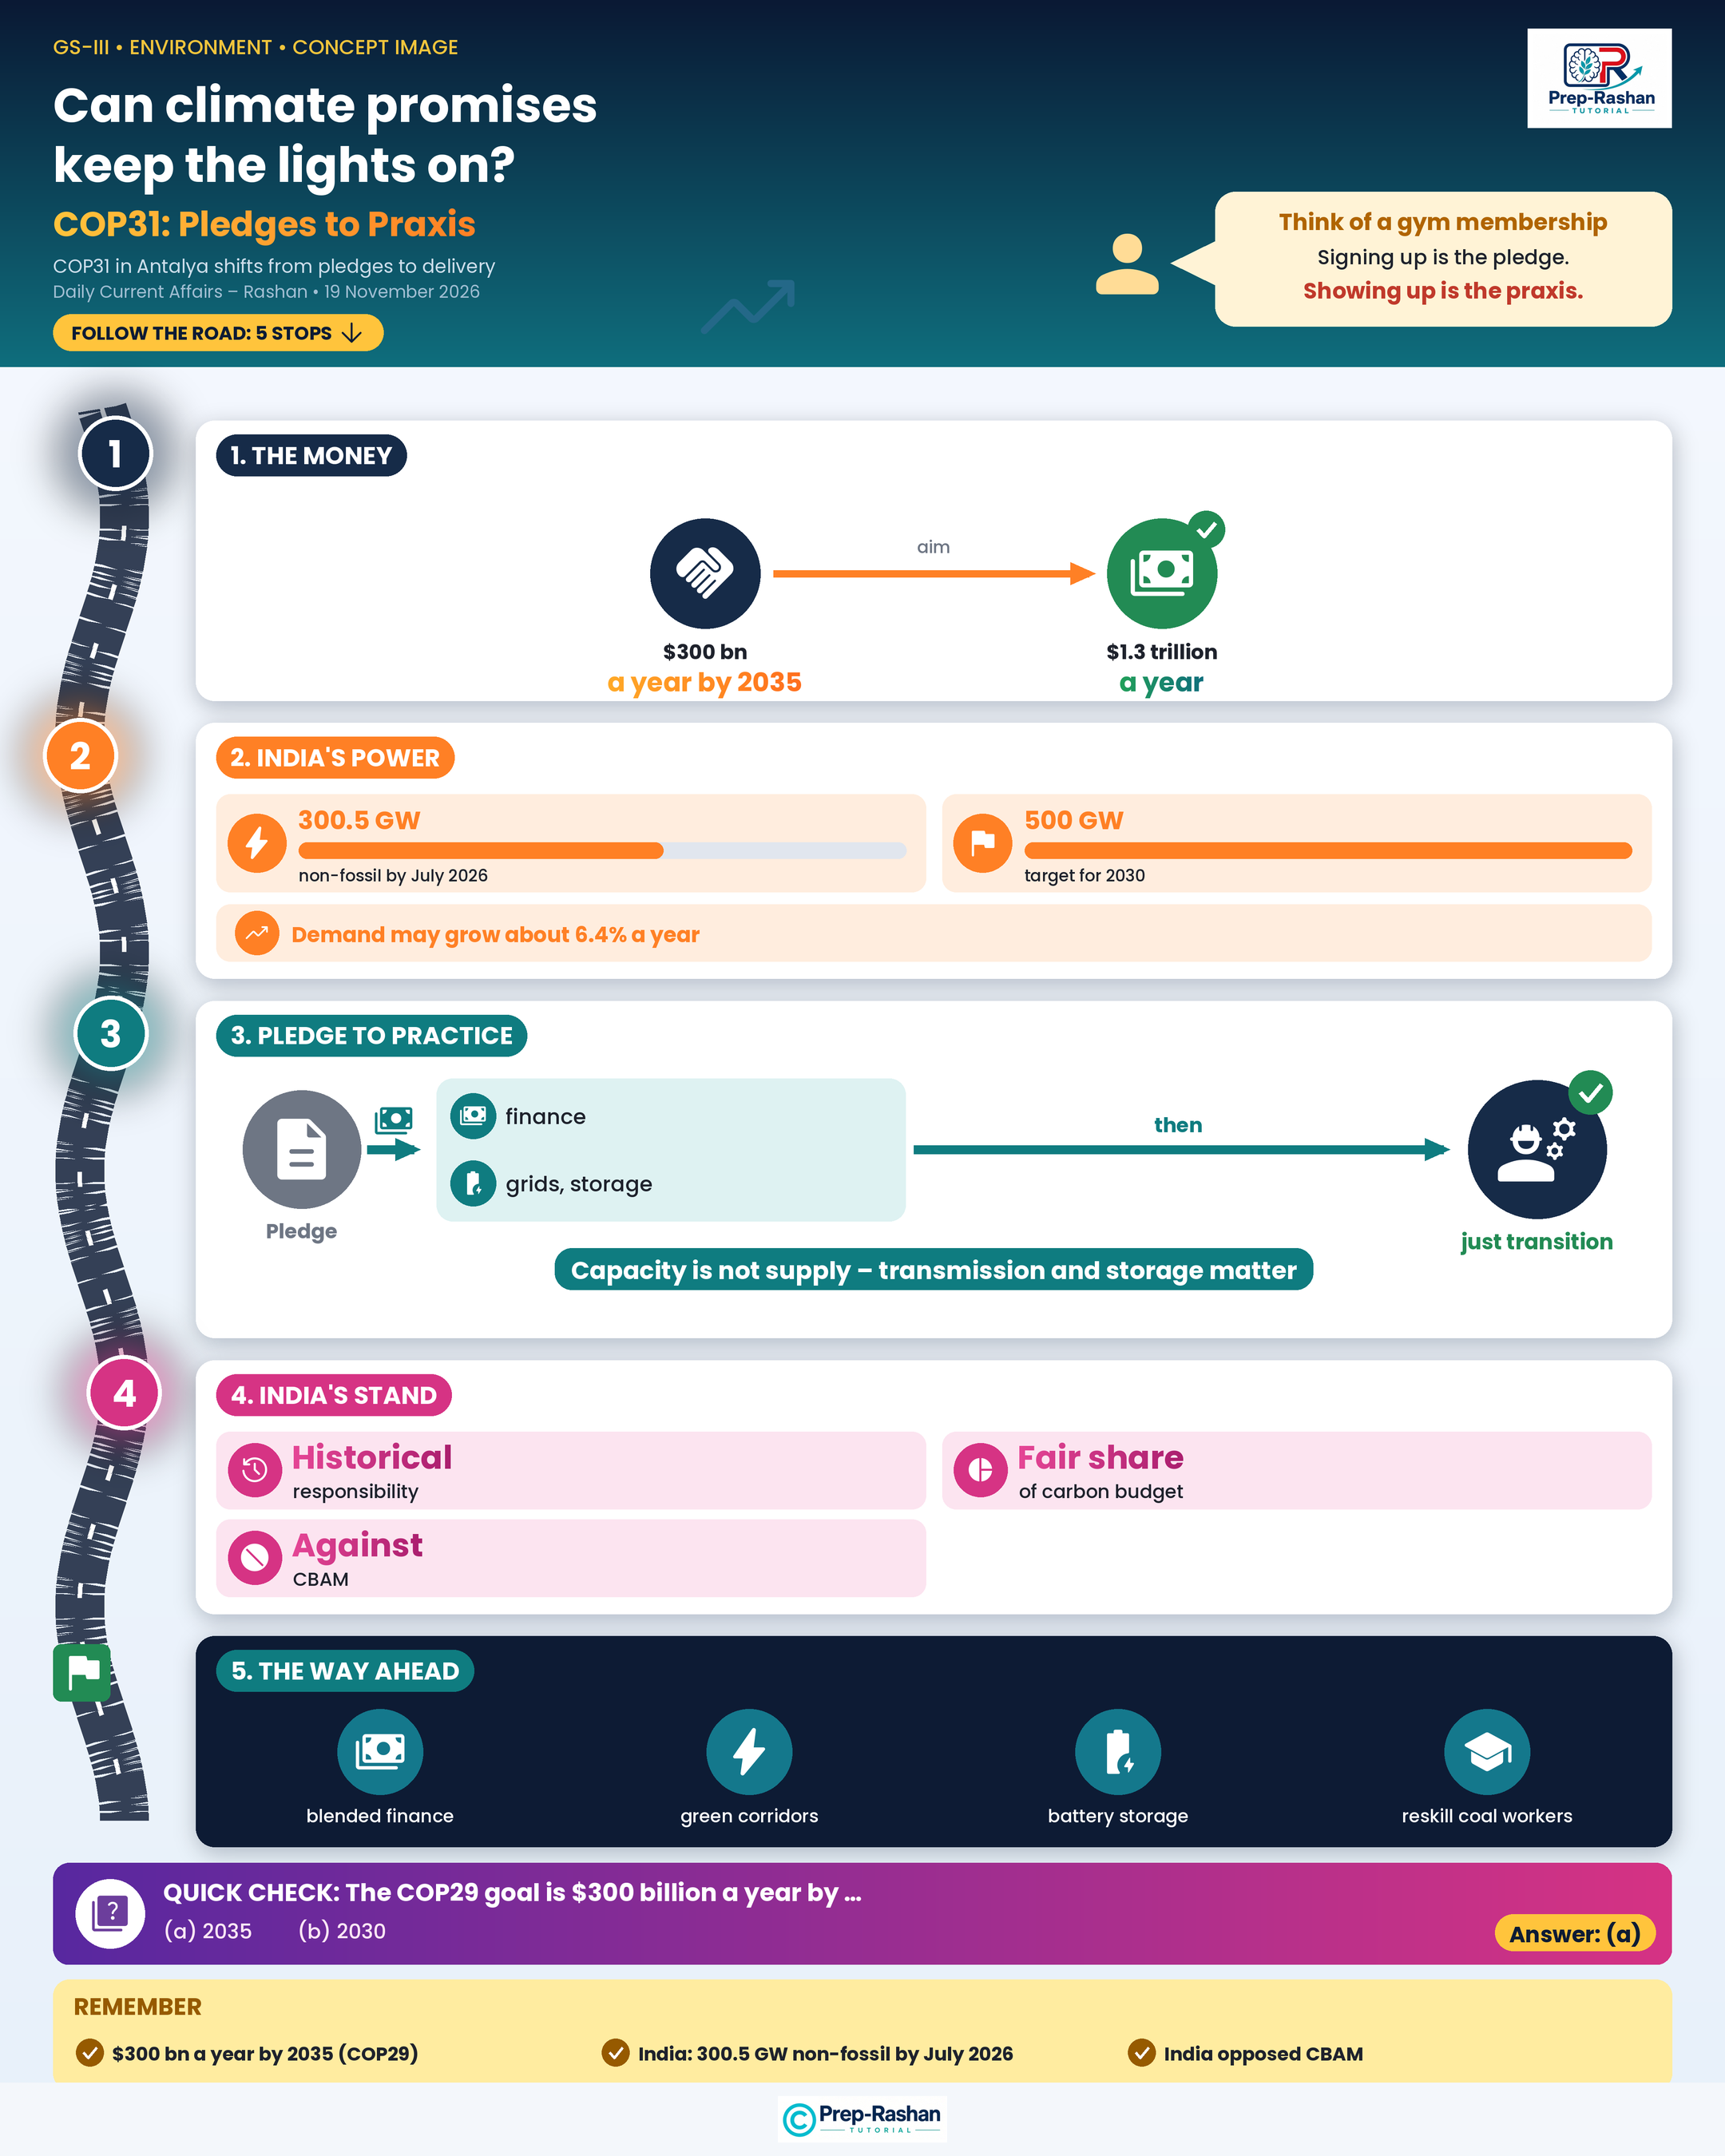 GS-III • ENVIRONMENT • CONCEPT IMAGE
Can climate promises
keep the lights on?
COP31: Pledges to Praxis
COP31 in Antalya shifts from pledges to delivery
Daily Current Affairs – Rashan • 19 November 2026
FOLLOW THE ROAD: 5 STOPS
Prep-Rashan
TUTORIAL
Think of a gym membership
Signing up is the pledge.
Showing up is the praxis.
1
1. THE MONEY
aim
$300 bn
a year by 2035
$1.3 trillion
a year
2
2. INDIA'S POWER
300.5 GW
non-fossil by July 2026
500 GW
target for 2030
Demand may grow about 6.4% a year
3
3. PLEDGE TO PRACTICE
Pledge
finance
grids, storage
then
just transition
Capacity is not supply – transmission and storage matter
4
4. INDIA'S STAND
Historical
responsibility
Fair share
of carbon budget
Against
CBAM
5. THE WAY AHEAD
blended finance
green corridors
battery storage
reskill coal workers
QUICK CHECK: The COP29 goal is $300 billion a year by ...
(a) 2035 (b) 2030
Answer: (a)
REMEMBER
$300 bn a year by 2035 (COP29)
India: 300.5 GW non-fossil by July 2026
India opposed CBAM
© Prep-Rashan
TUTORIAL